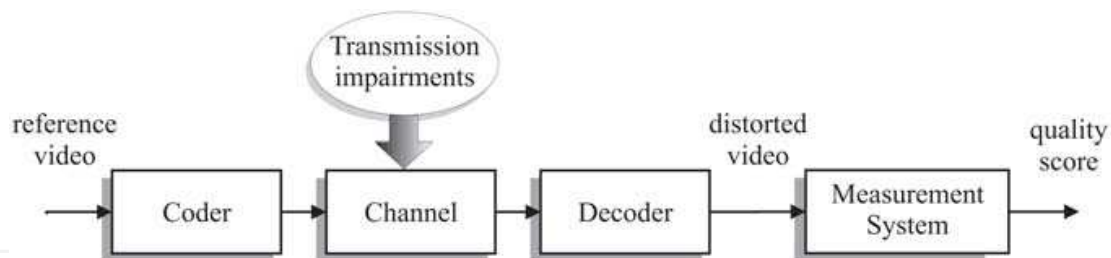 Transmission
impairments
reference
video
distorted
video
quality
score
Coder
Channel
Decoder
Measurement
System